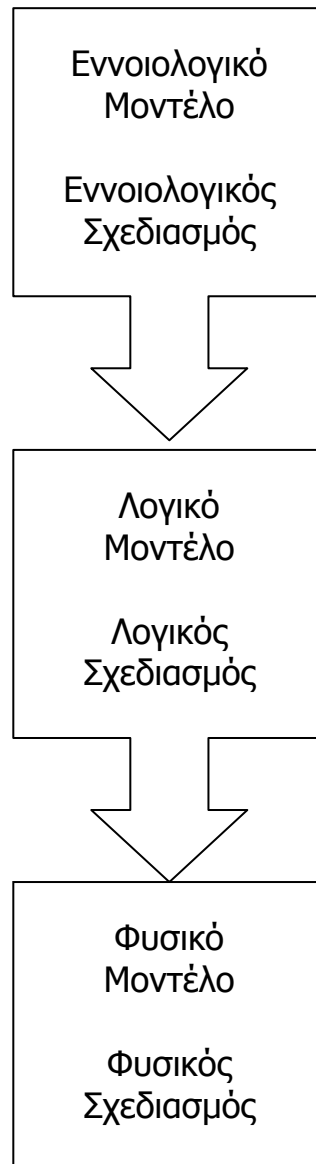 Εννοιολογικό
Μοντέλο
Εννοιολογικός
Σχεδιασμός
Λογικό
Μοντέλο
Λογικός
Σχεδιασμός
Φυσικό
Μοντέλο
Φυσικός
Σχεδιασμός